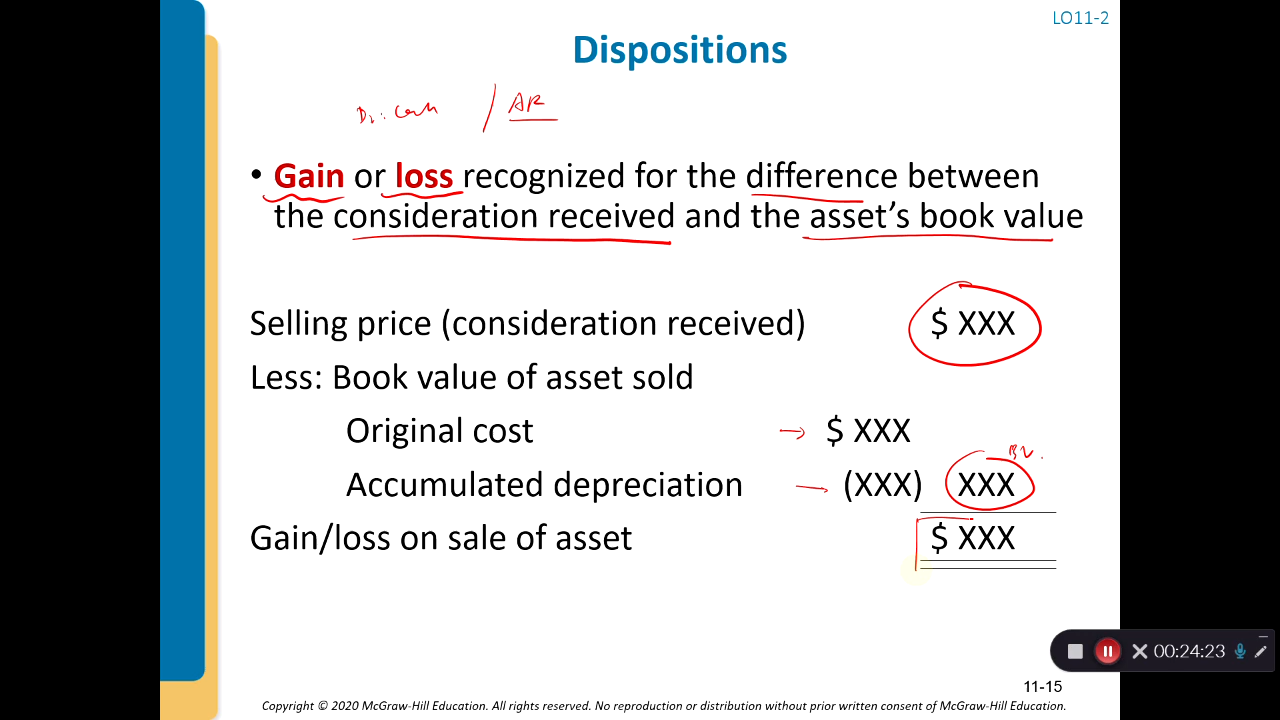 LO11-2
Dispositions
Dr: Cash / AR
• Gain or loss recognized for the difference between
the consideration received and the asset's book value
Selling price (consideration received) $ XXX
Less: Book value of asset sold
Original cost $ XXX
BV.
Accumulated depreciation (XXX) XXX
Gain/loss on sale of asset $ XXX
00:24:23
11-15
Copyright © 2020 McGraw-Hill Education. All rights reserved. No reproduction or distribution without prior written consent of McGraw-Hill Education.